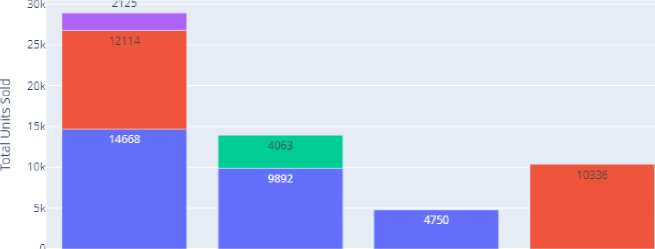 2125
30k
12114
25k
20k
15k
14668
4063
10k
9892
10336
5k
4750
0
Total Units Sold